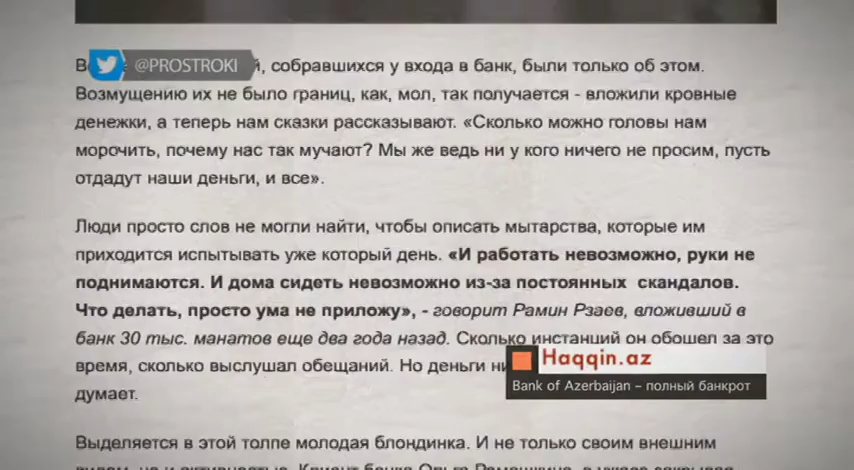 @PROSTROKI
собравшихся у входа в банк, были только об этом.
Возмущению их не было границ, как, мол, так получается - вложили кровные
денежки, а теперь нам сказки рассказывают. «Сколько можно головы нам
морочить, почему нас так мучают? Мы же ведь ни у кого ничего не просим, пусть
отдадут наши деньги, и все».
Люди просто слов не могли найти, чтобы описать мытарства, которые им
приходится испытывать уже который день. «И работать невозможно, руки не
поднимаются. И дома сидеть невозможно из-за постоянных скандалов.
Что делать, просто ума не приложу», - говорит Рамин Рзаев, вложивший в
банк 30 тыс. манатов еще два года назад. Сколько инстанций он обошел за это
время, сколько выслушал обещаний. Но деньги
думает.
Haqqin.az
Bank of Azerbaijan – полный банкрот
Выделяется в этой толпе молодая блондинка. И не только своим внешним